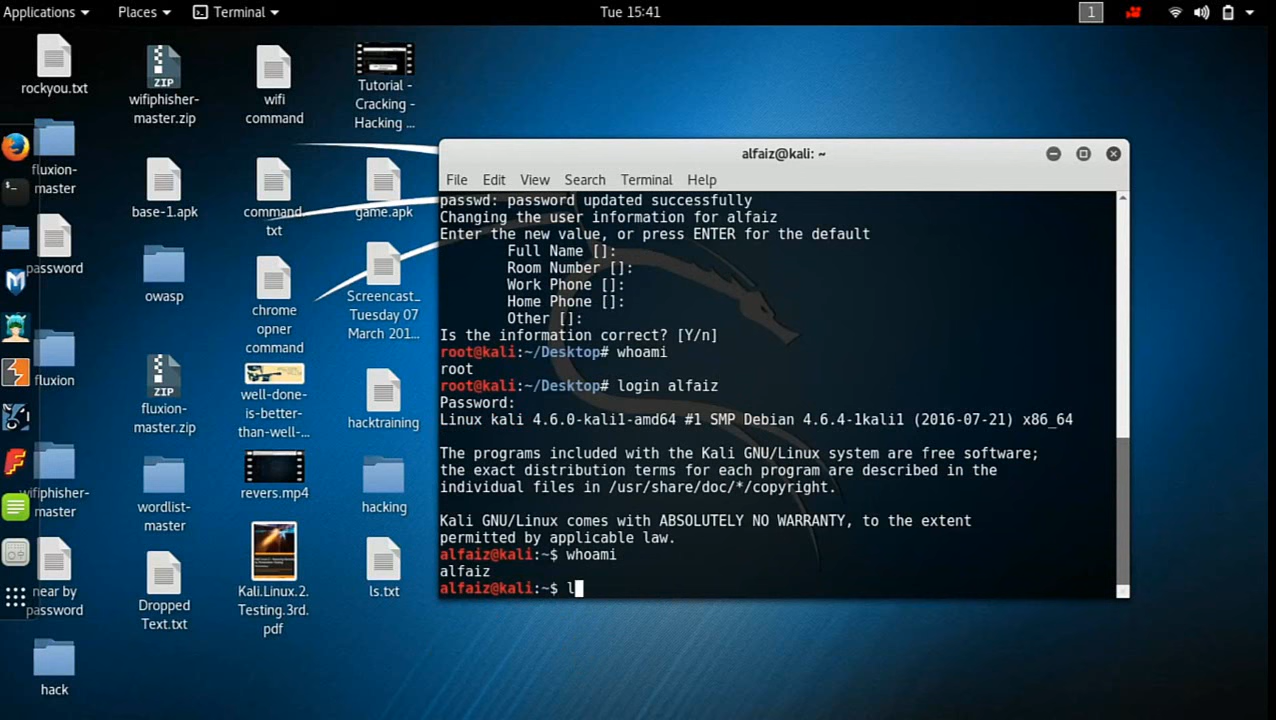 Applications
Places
Terminal
Tue 15:41
1
rockyou.txt
wifiphisher-
master.zip
wifi
command
Tutorial -
Cracking -
Hacking ...
fluxion-
master
base-1.apk
command.
txt
game.apk
password
owasp
chrome
opner
command
Screencast_
Tuesday 07
March 201...
fluxion
fluxion-
master.zip
well-done-
is-better-
than-well-...
hacktraining
wifiphisher-
master
wordlist-
master
revers.mp4
hacking
near by
password
Dropped
Text.txt
Kali.Linux.2.
Testing.3rd.
pdf
ls.txt
hack
alfaiz@kali: ~
File Edit View Search Terminal Help
passwd: password updated successfully
Changing the user information for alfaiz
Enter the new value, or press ENTER for the default
Full Name []:
Room Number []:
Work Phone []:
Home Phone []:
Other []:
Is the information correct? [Y/n]
root@kali:~/Desktop# whoami
root
root@kali:~/Desktop# login alfaiz
Password:
Linux kali 4.6.0-kali1-amd64 #1 SMP Debian 4.6.4-1kali1 (2016-07-21) x86_64
The programs included with the Kali GNU/Linux system are free software;
the exact distribution terms for each program are described in the
individual files in /usr/share/doc/*/copyright.
Kali GNU/Linux comes with ABSOLUTELY NO WARRANTY, to the extent
permitted by applicable law.
alfaiz@kali:~$ whoami
alfaiz
alfaiz@kali:~$ l